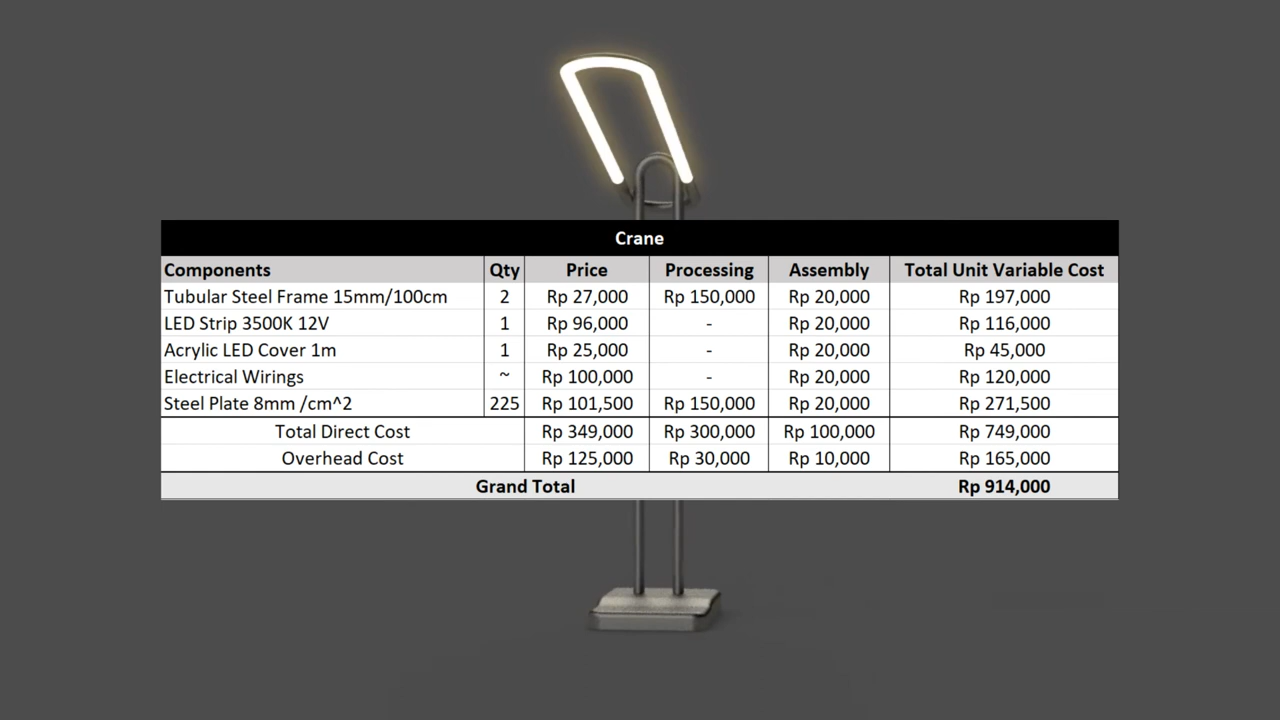 Crane
Components Qty Price Processing Assembly Total Unit Variable Cost
Tubular Steel Frame 15mm/100cm 2 Rp 27,000 Rp 150,000 Rp 20,000 Rp 197,000
LED Strip 3500K 12V 1 Rp 96,000 - Rp 20,000 Rp 116,000
Acrylic LED Cover 1m 1 Rp 25,000 - Rp 20,000 Rp 45,000
Electrical Wirings ~ Rp 100,000 - Rp 20,000 Rp 120,000
Steel Plate 8mm /cm^2 225 Rp 101,500 Rp 150,000 Rp 20,000 Rp 271,500
Total Direct Cost Rp 349,000 Rp 300,000 Rp 100,000 Rp 749,000
Overhead Cost Rp 125,000 Rp 30,000 Rp 10,000 Rp 165,000
Grand Total Rp 914,000